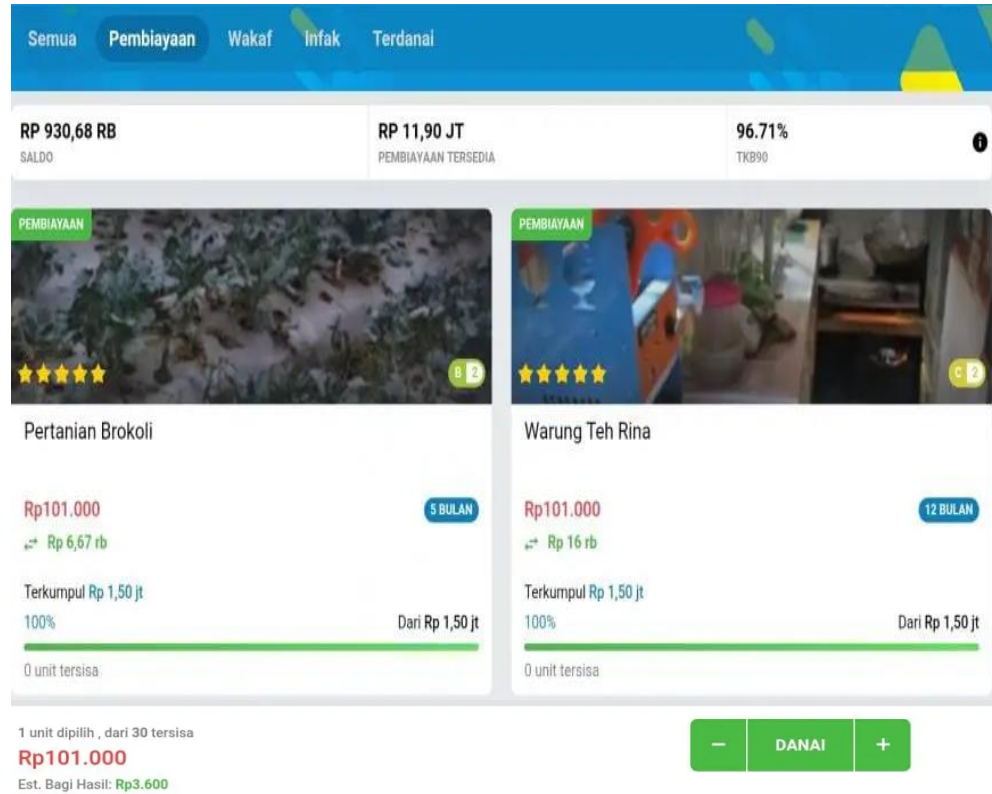 Semua Pembiayaan Wakaf Infak Terdanai
RP 930,68 RB RP 11,90 JT 96.71%
SALDO PEMBIAYAAN TERSEDIA TKB90
PEMBIAYAAN PEMBIAYAAN
B 2 C 2
Pertanian Brokoli Warung Teh Rina
Rp101.000 5 BULAN Rp101.000 12 BULAN
Rp 6,67 rb Rp 16 rb
Terkumpul Rp 1,50 jt Terkumpul Rp 1,50 jt
100% Dari Rp 1,50 jt 100% Dari Rp 1,50 jt
0 unit tersisa 0 unit tersisa
1 unit dipilih , dari 30 tersisa
Rp101.000 − DANAI +
Est. Bagi Hasil: Rp3.600